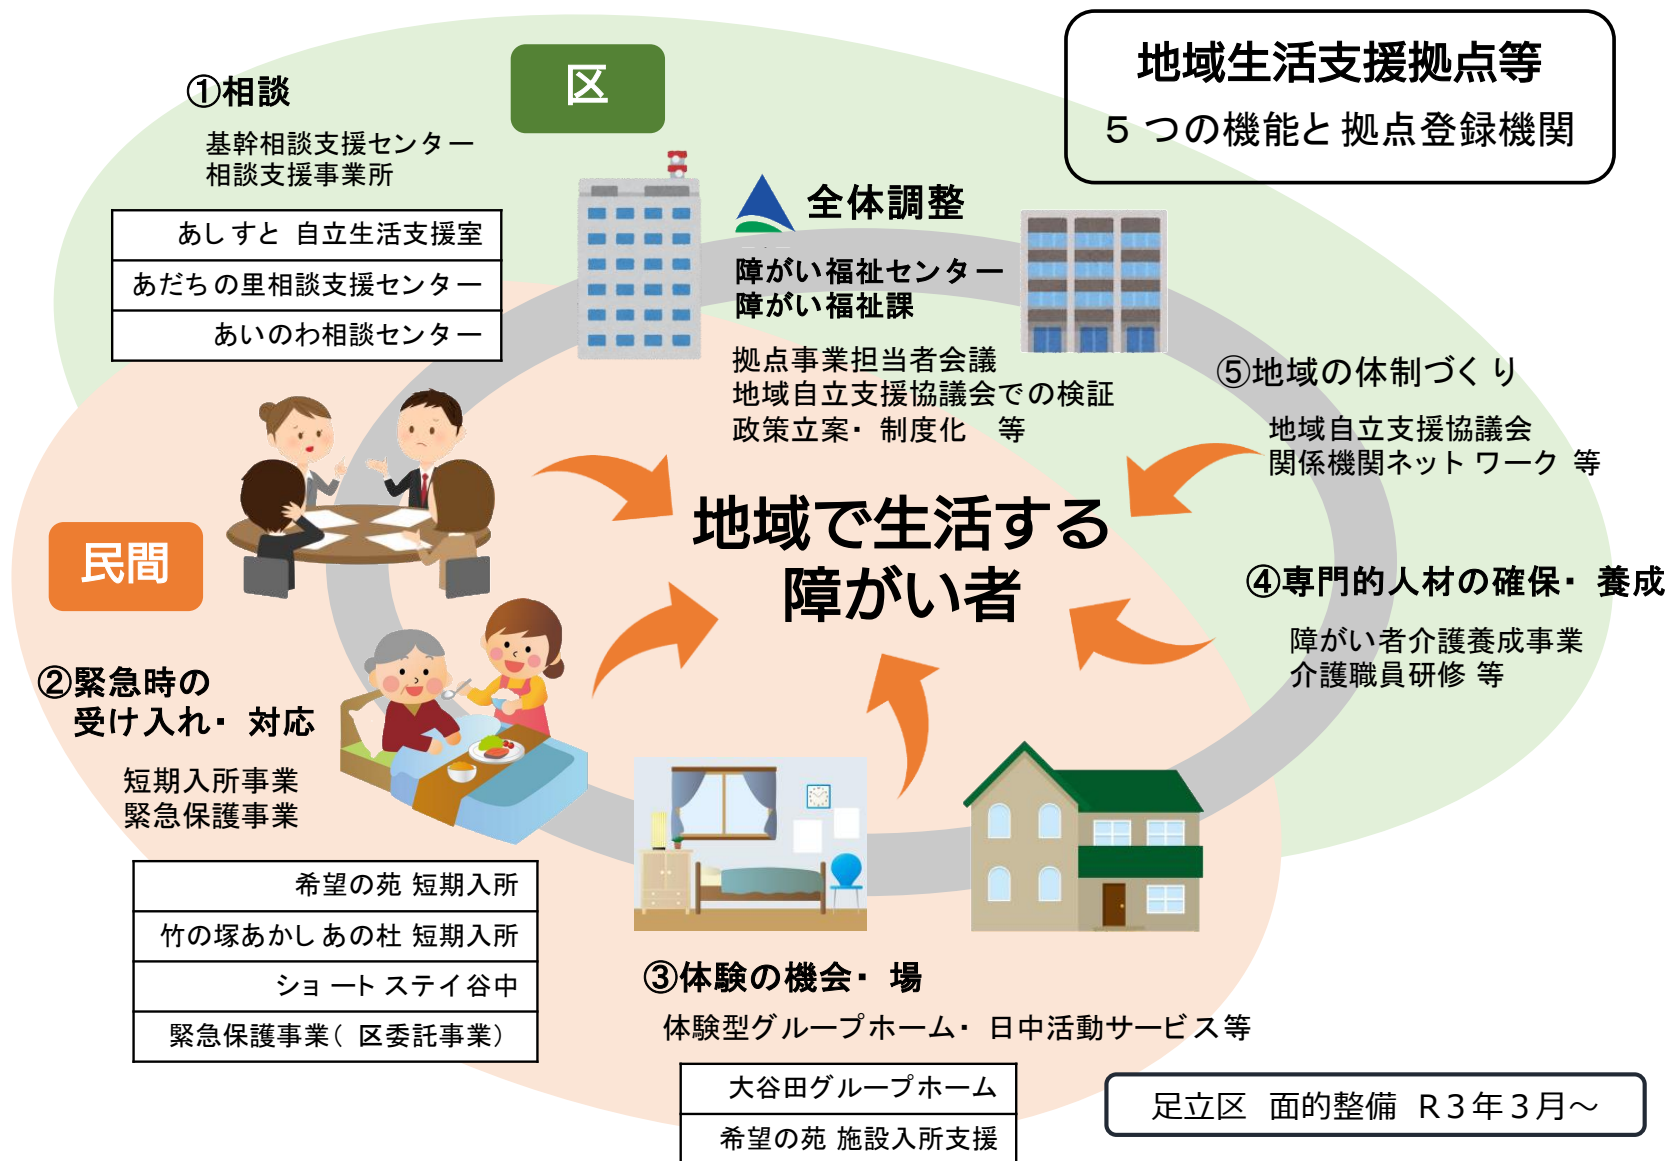 地域生活支援拠点等
5つの機能と拠点登録機関
区
①相談
基幹相談支援センター
相談支援事業所
あしすと 自立生活支援室
あだちの里相談支援センター
あいのわ相談センター
全体調整
障がい福祉センター
障がい福祉課
拠点事業担当者会議
地域自立支援協議会での検証
政策立案・制度化 等
⑤地域の体制づくり
地域自立支援協議会
関係機関ネットワーク 等
地域で生活する
障がい者
民間
④専門的人材の確保・養成
障がい者介護養成事業
介護職員研修 等
②緊急時の
受け入れ・対応
短期入所事業
緊急保護事業
希望の苑 短期入所
竹の塚あかしあの杜 短期入所
ショートステイ谷中
緊急保護事業(区委託事業)
③体験の機会・場
体験型グループホーム・日中活動サービス等
大谷田グループホーム
希望の苑 施設入所支援
足立区 面的整備 R3年3月～